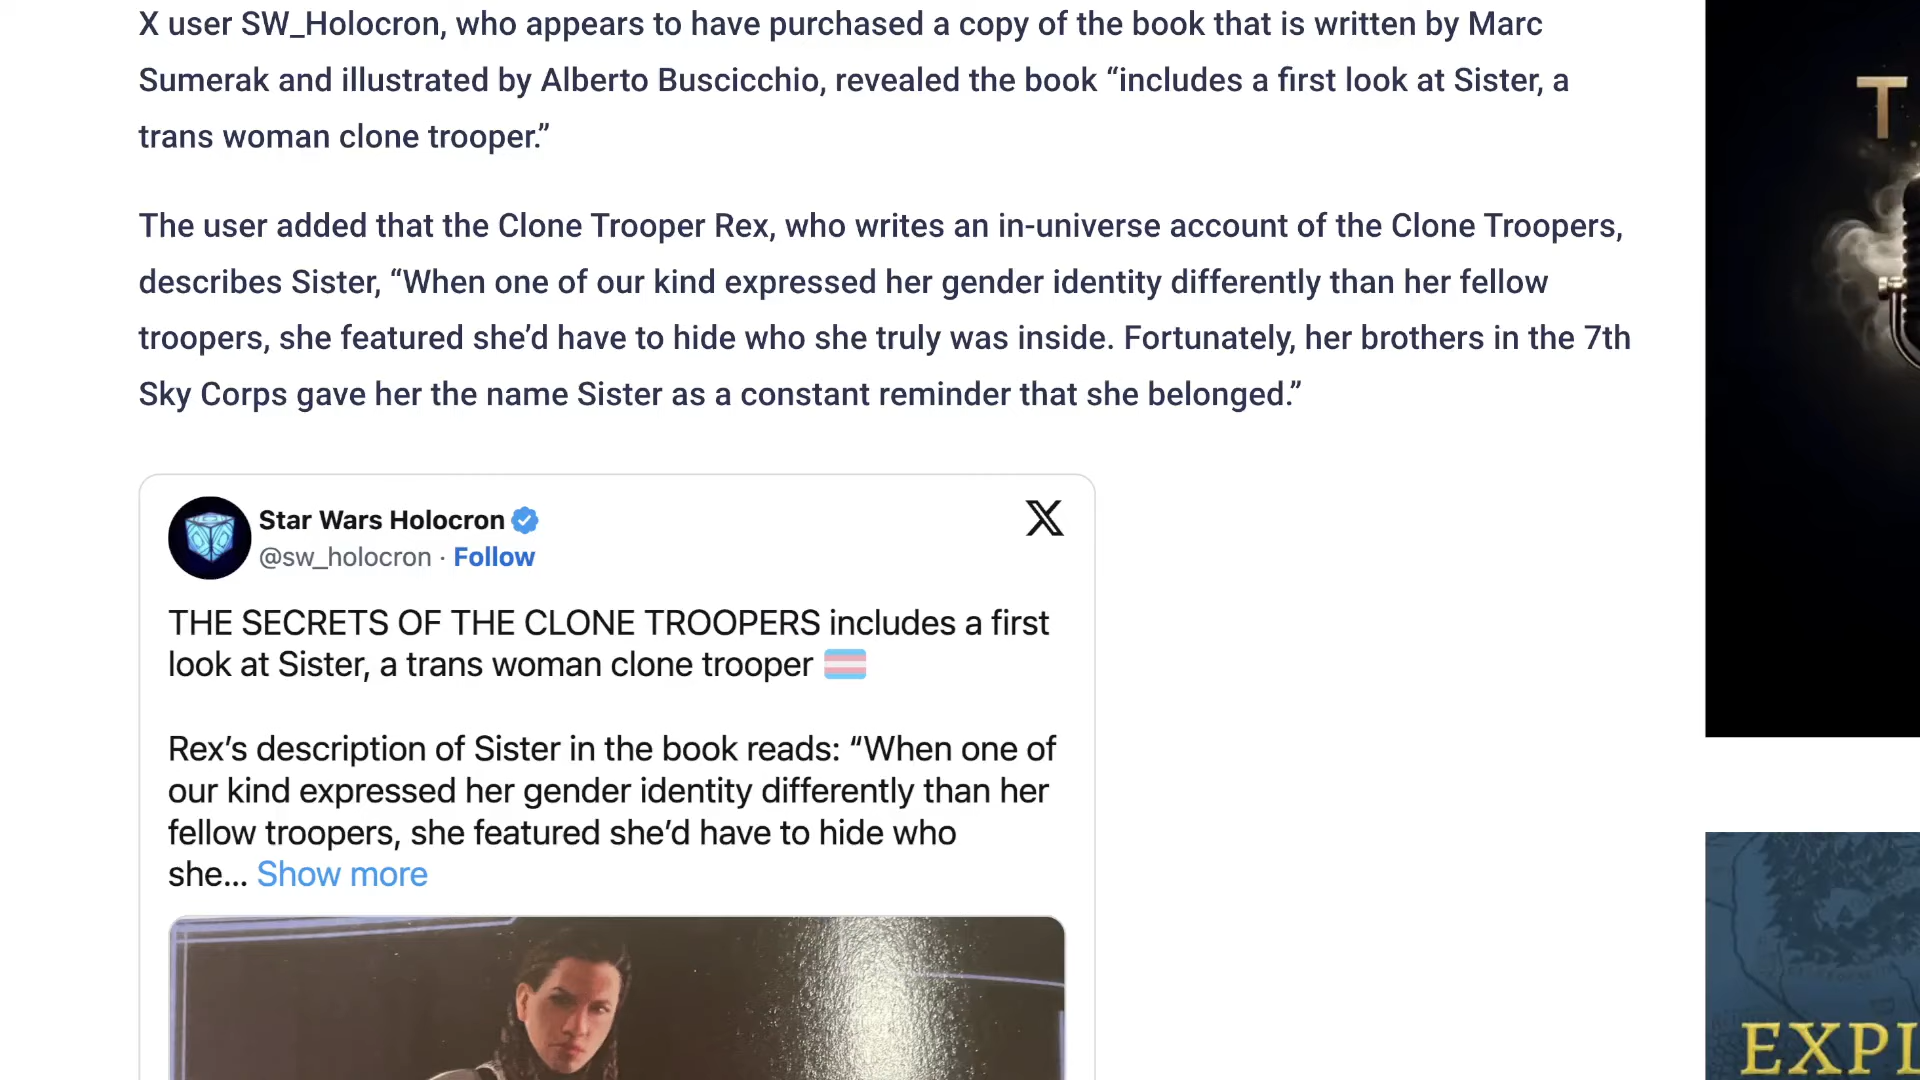 X user SW_Holocron, who appears to have purchased a copy of the book that is written by Marc
Sumerak and illustrated by Alberto Buscicchio, revealed the book “includes a first look at Sister, a
trans woman clone trooper.”
The user added that the Clone Trooper Rex, who writes an in-universe account of the Clone Troopers,
describes Sister, “When one of our kind expressed her gender identity differently than her fellow
troopers, she featured she’d have to hide who she truly was inside. Fortunately, her brothers in the 7th
Sky Corps gave her the name Sister as a constant reminder that she belonged.”
Star Wars Holocron
@sw_holocron · Follow
THE SECRETS OF THE CLONE TROOPERS includes a first
look at Sister, a trans woman clone trooper
Rex’s description of Sister in the book reads: “When one of
our kind expressed her gender identity differently than her
fellow troopers, she featured she’d have to hide who
she... Show more
T
EXPL